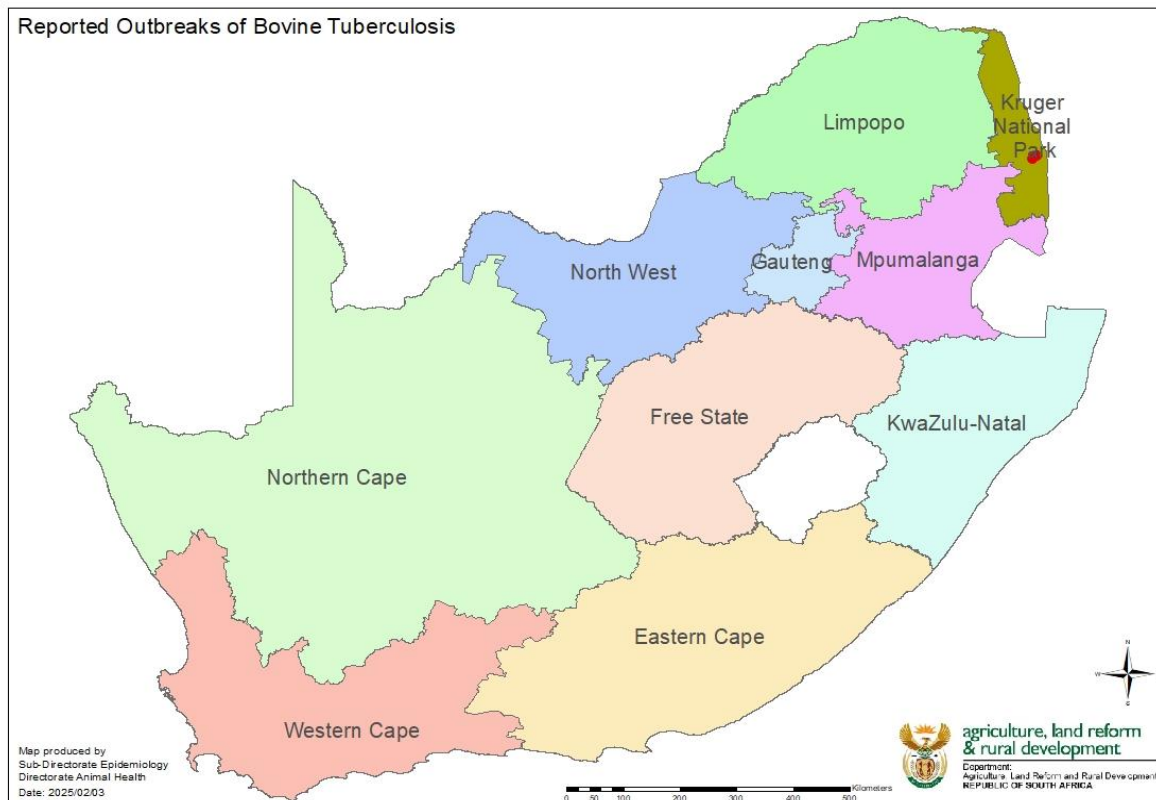 Reported Outbreaks of Bovine Tuberculosis
Limpopo
Kruger
National
Park
North West
Gauteng
Mpumalanga
Free State
KwaZulu-Natal
Northern Cape
Eastern Cape
Western Cape
N
W
S
Map produced by
Sub-Directorate Epidemiology
Directorate Animal Health
Date: 2025/02/03
0 50 100 200 300 400 500
Kilometers
agriculture, land reform
& rural development
Department:
Agriculture, Land Reform and Rural Development
REPUBLIC OF SOUTH AFRICA